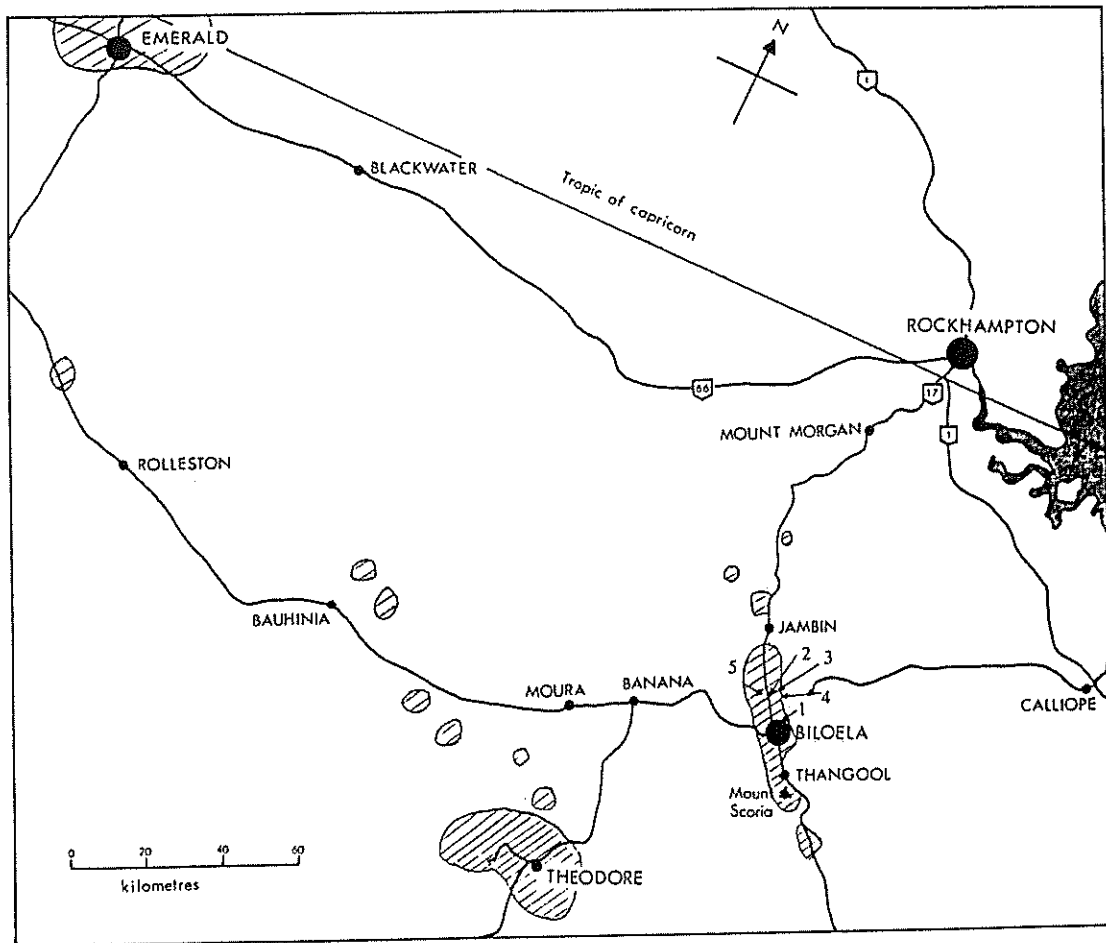 EMERALD
N
1
BLACKWATER
Tropic of capricorn
ROCKHAMPTON
66
17
1
MOUNT MORGAN
ROLLESTON
BAUHINIA
JAMBIN
5
2
3
4
1
MOURA
BANANA
CALLIOPE
BILOELA
THANGOOL
Mount
Scoria
THEODORE
0 20 40 60
kilometres